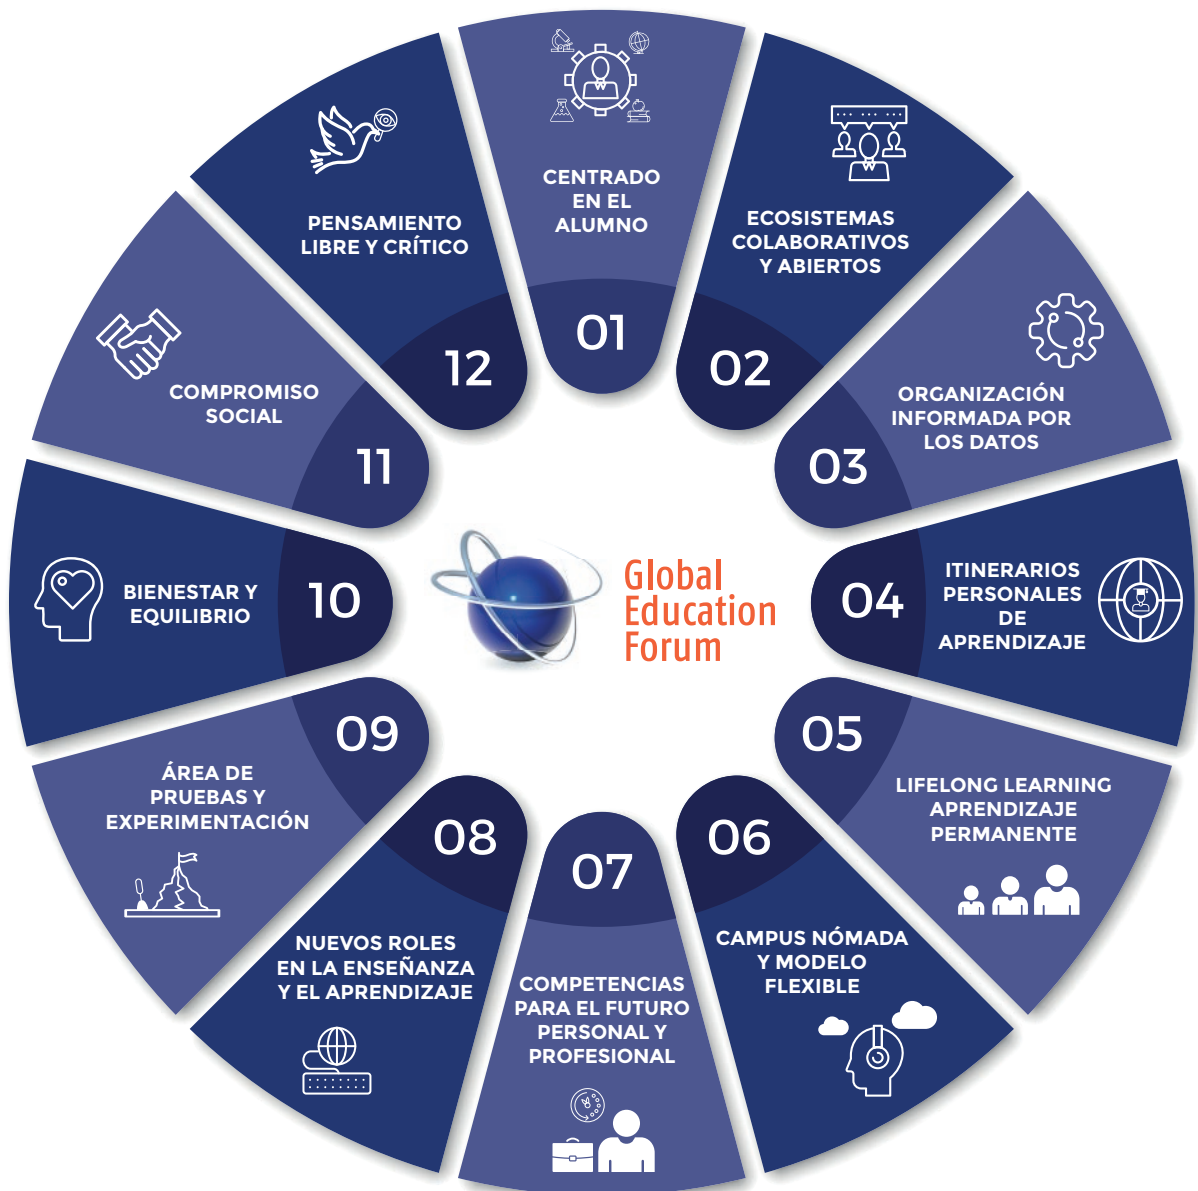 CENTRADO
EN EL
ALUMNO
01
ECOSISTEMAS
COLABORATIVOS
Y ABIERTOS
02
ORGANIZACIÓN
INFORMADA POR
LOS DATOS
03
ITINERARIOS
PERSONALES
DE
APRENDIZAJE
04
LIFELONG LEARNING
APRENDIZAJE
PERMANENTE
05
CAMPUS NÓMADA
Y MODELO
FLEXIBLE
06
COMPETENCIAS
PARA EL FUTURO
PERSONAL Y
PROFESIONAL
07
NUEVOS ROLES
EN LA ENSEÑANZA
Y EL APRENDIZAJE
08
ÁREA DE
PRUEBAS Y
EXPERIMENTACIÓN
09
BIENESTAR Y
EQUILIBRIO
10
COMPROMISO
SOCIAL
11
PENSAMIENTO
LIBRE Y CRÍTICO
12
Global
Education
Forum